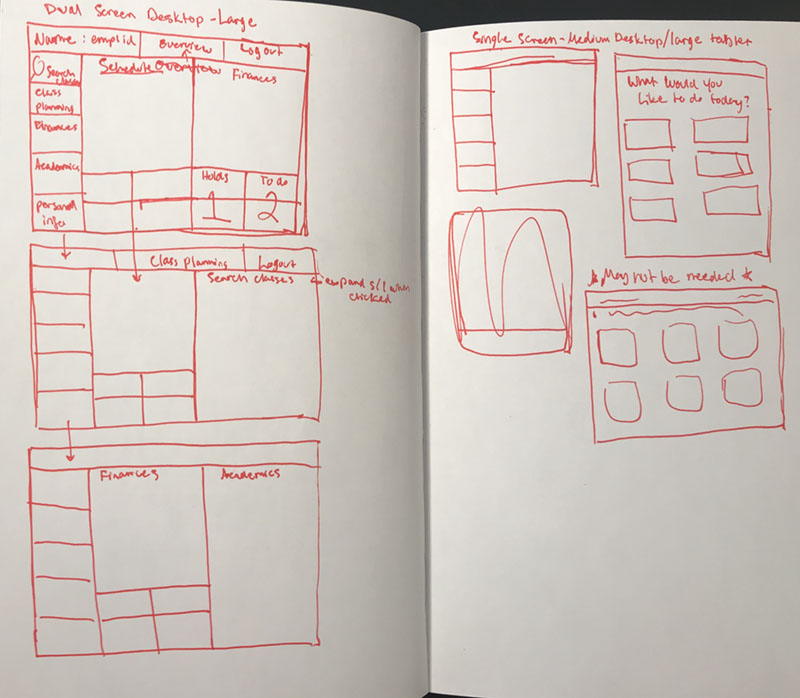 Dual Screen Desktop - Large
Name : emplid
Overview
Logout
Search classes
Schedule Overview
Finances
Class
planning
Finances
Academics
personal
info
Holds
1
To do
2
Class planning
Logout
Search classes
expand s/l when
clicked
Finances
Academics
Single Screen - Medium Desktop/large tablet
What would you
like to do today?
* May not be needed *